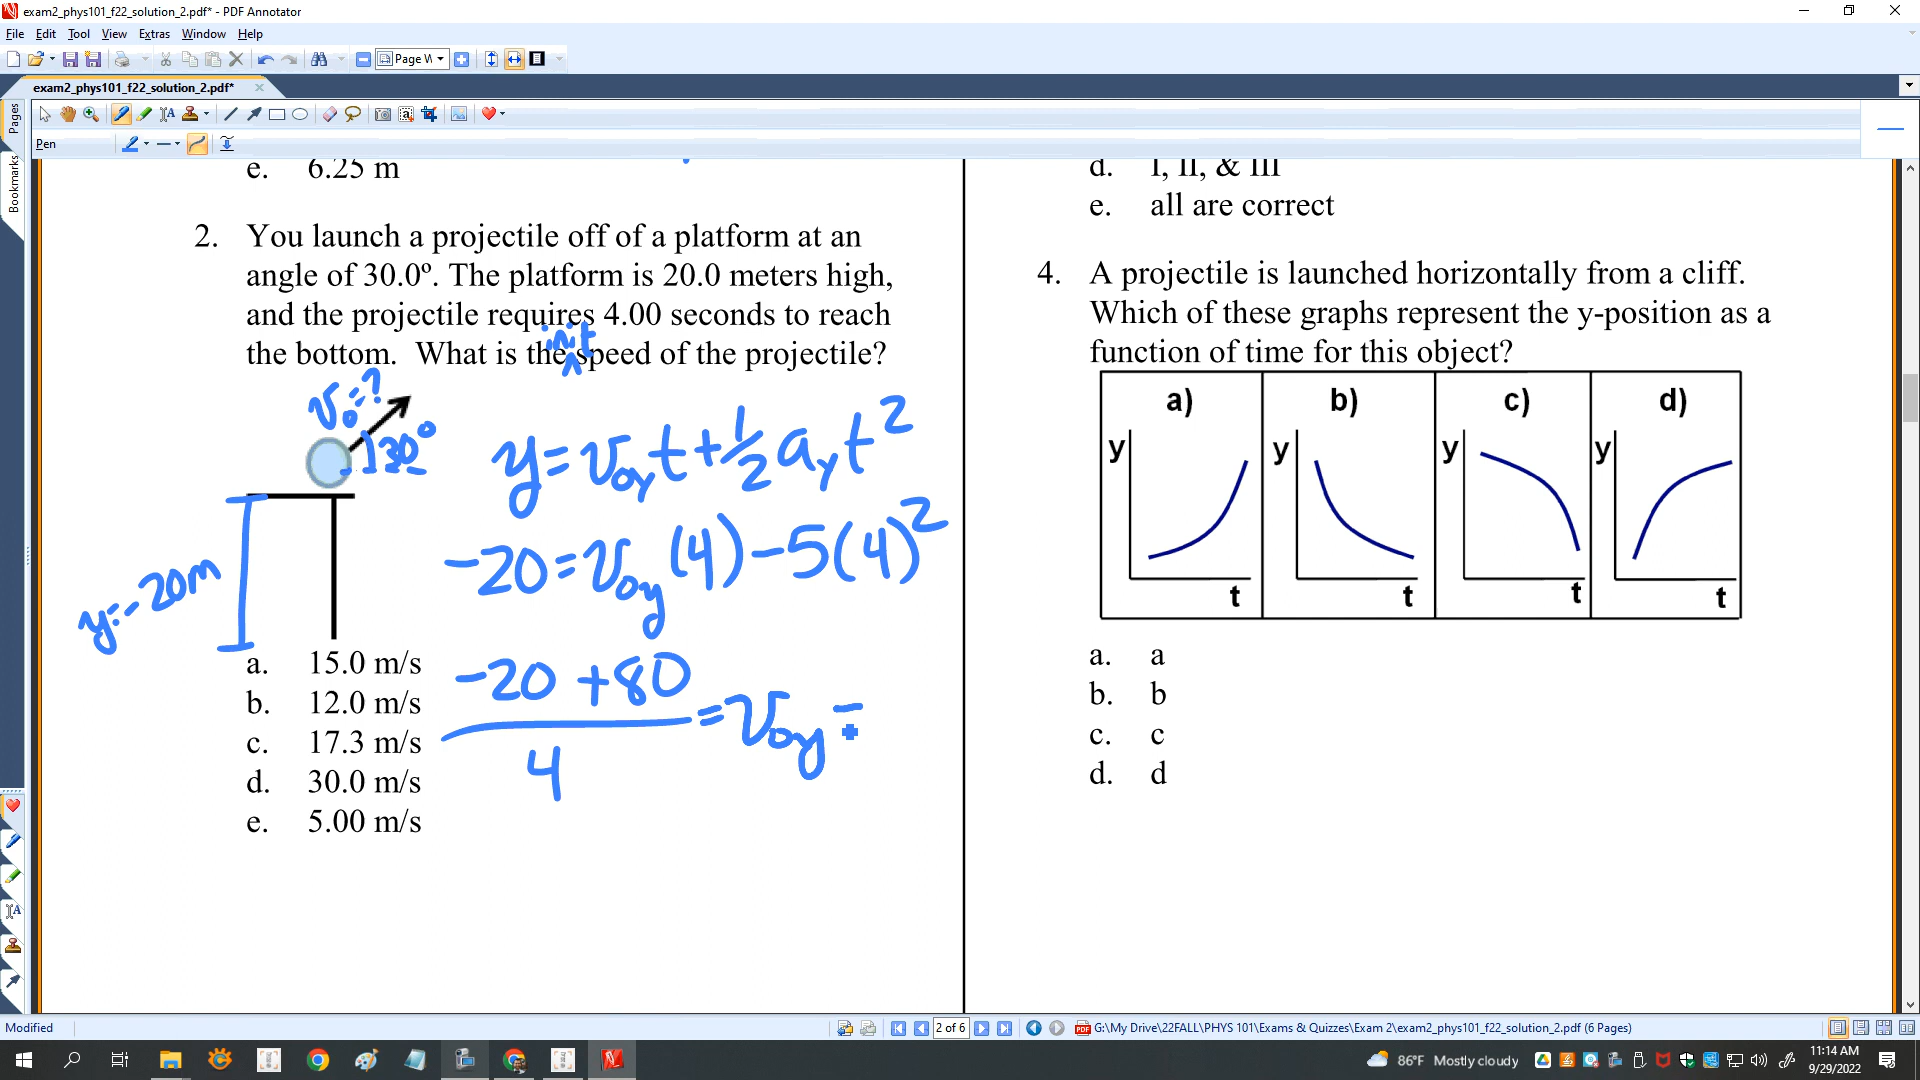 exam2_phys101_f22_solution_2.pdf* - PDF Annotator
File Edit Tool View Extras Window Help
Page W
exam2_phys101_f22_solution_2.pdf*
Pen
Pages
Bookmarks
e. 6.25 m
2. You launch a projectile off of a platform at an
angle of 30.0º. The platform is 20.0 meters high,
and the projectile requires 4.00 seconds to reach
init
the bottom. What is the speed of the projectile?
v₀=?
30°
y=v₀yt+½ayt²
-20=v₀y(4)-5(4)²
y=-20m
a. 15.0 m/s
b. 12.0 m/s
c. 17.3 m/s
d. 30.0 m/s
e. 5.00 m/s
-20+80
=v₀y=
4
d. I, II, & III
e. all are correct
4. A projectile is launched horizontally from a cliff.
Which of these graphs represent the y-position as a
function of time for this object?
a) b) c) d)
y y y y
t t t t
a. a
b. b
c. c
d. d
Modified
2 of 6
G:\My Drive\22FALL\PHYS 101\Exams & Quizzes\Exam 2\exam2_phys101_f22_solution_2.pdf (6 Pages)
86°F Mostly cloudy
11:14 AM
9/29/2022